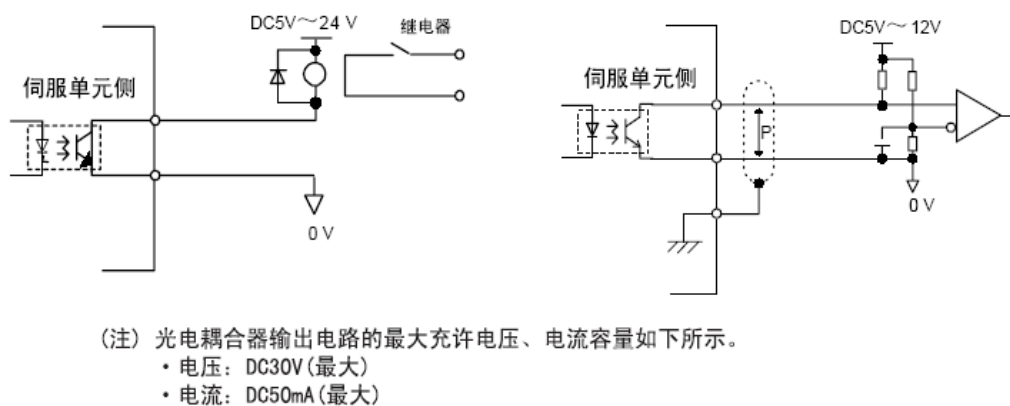 DC5V～24 V
继电器
伺服单元侧
0 V
DC5V～12V
伺服单元侧
P
0 V
(注) 光电耦合器输出电路的最大充许电压、电流容量如下所示。
・电压: DC30V(最大)
・电流: DC50mA(最大)